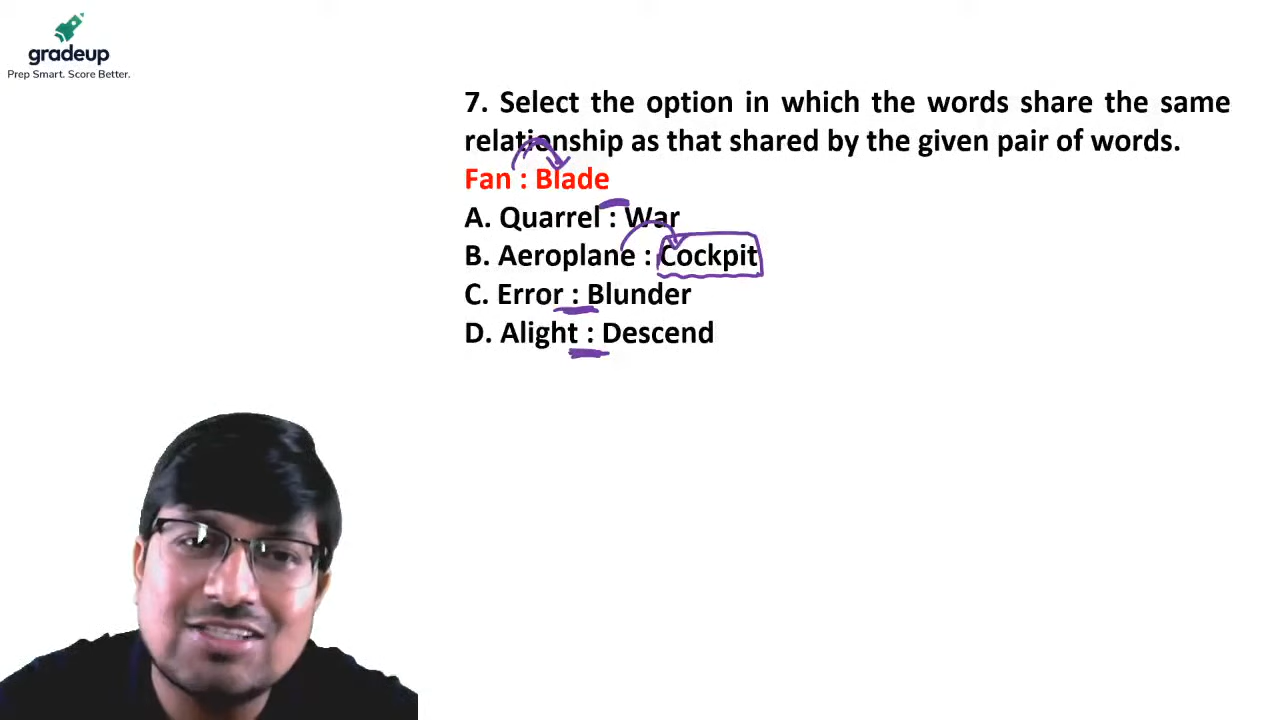 gradeup
Prep Smart. Score Better.
7. Select the option in which the words share the same
relationship as that shared by the given pair of words.
Fan : Blade
A. Quarrel : War
B. Aeroplane : Cockpit
C. Error : Blunder
D. Alight : Descend